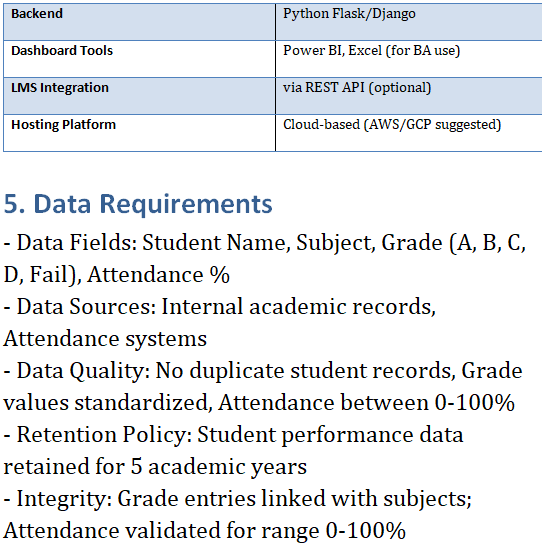 Backend Python Flask/Django
Dashboard Tools Power BI, Excel (for BA use)
LMS Integration via REST API (optional)
Hosting Platform Cloud-based (AWS/GCP suggested)
5. Data Requirements
- Data Fields: Student Name, Subject, Grade (A, B, C,
D, Fail), Attendance %
- Data Sources: Internal academic records,
Attendance systems
- Data Quality: No duplicate student records, Grade
values standardized, Attendance between 0-100%
- Retention Policy: Student performance data
retained for 5 academic years
- Integrity: Grade entries linked with subjects;
Attendance validated for range 0-100%